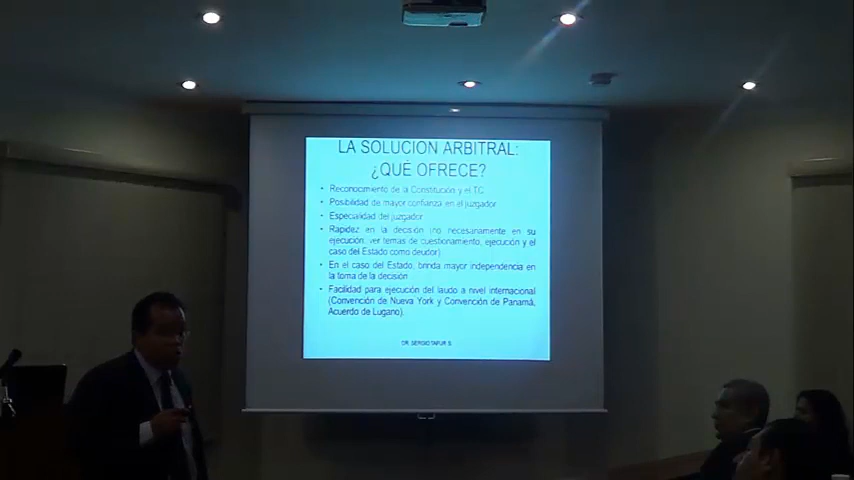 LA SOLUCION ARBITRAL:
¿QUÉ OFRECE?
• Reconocimiento de la Constitución y el TC.
• Posibilidad de mayor confianza en el juzgador.
• Especialidad del juzgador.
• Rapidez en la decisión (no necesariamente en su
ejecución, ver temas de cuestionamiento, ejecución y el
caso del Estado como deudor)
• En el caso del Estado, brinda mayor independencia en
la toma de la decisión
• Facilidad para ejecución del laudo a nivel internacional
(Convención de Nueva York y Convención de Panamá,
Acuerdo de Lugano).
DR. SERGIO TAFUR S.